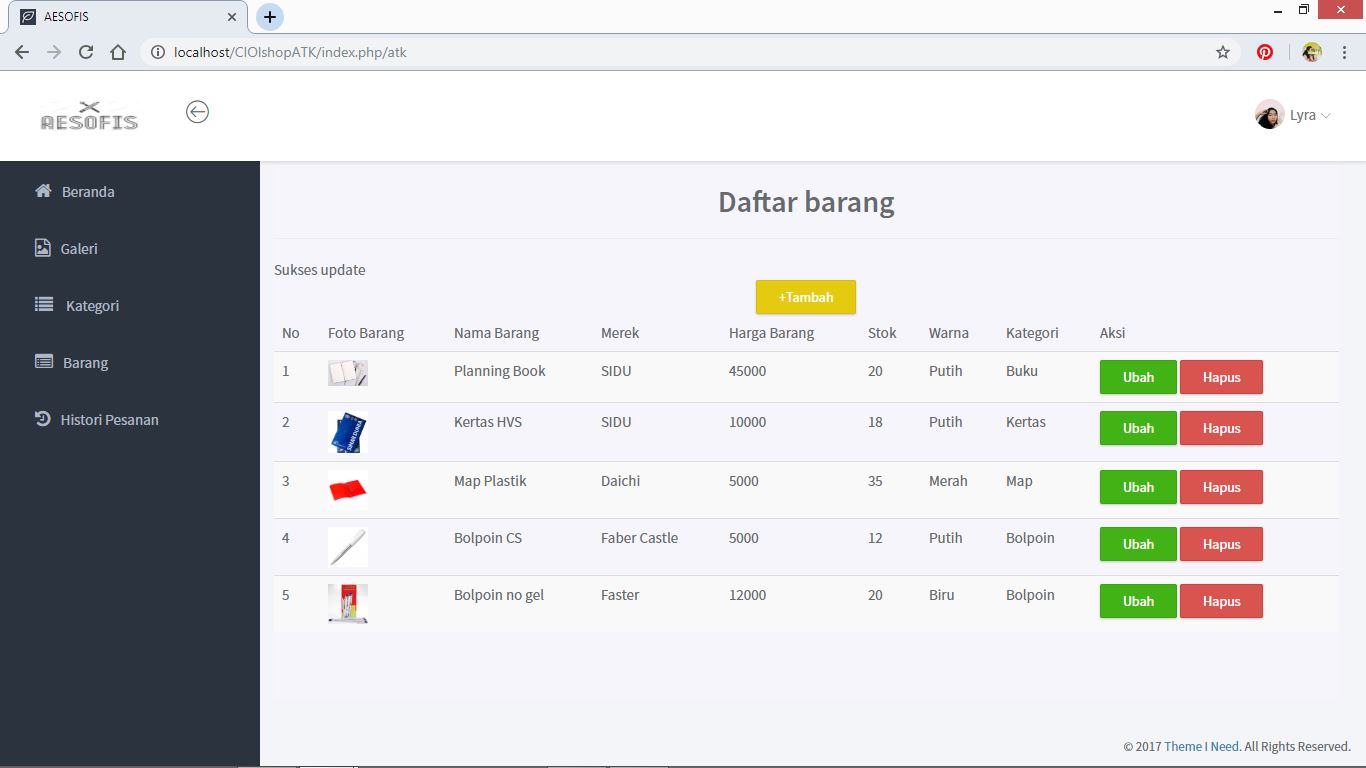 AESOFIS
localhost/CIOlshopATK/index.php/atk
AESOFIS
Lyra
Beranda
Galeri
Kategori
Barang
Histori Pesanan
Daftar barang
Sukses update
+Tambah
No Foto Barang Nama Barang Merek Harga Barang Stok Warna Kategori Aksi
1 Planning Book SIDU 45000 20 Putih Buku Ubah Hapus
2 Kertas HVS SIDU 10000 18 Putih Kertas Ubah Hapus
3 Map Plastik Daichi 5000 35 Merah Map Ubah Hapus
4 Bolpoin CS Faber Castle 5000 12 Putih Bolpoin Ubah Hapus
5 Bolpoin no gel Faster 12000 20 Biru Bolpoin Ubah Hapus
© 2017 Theme I Need. All Rights Reserved.